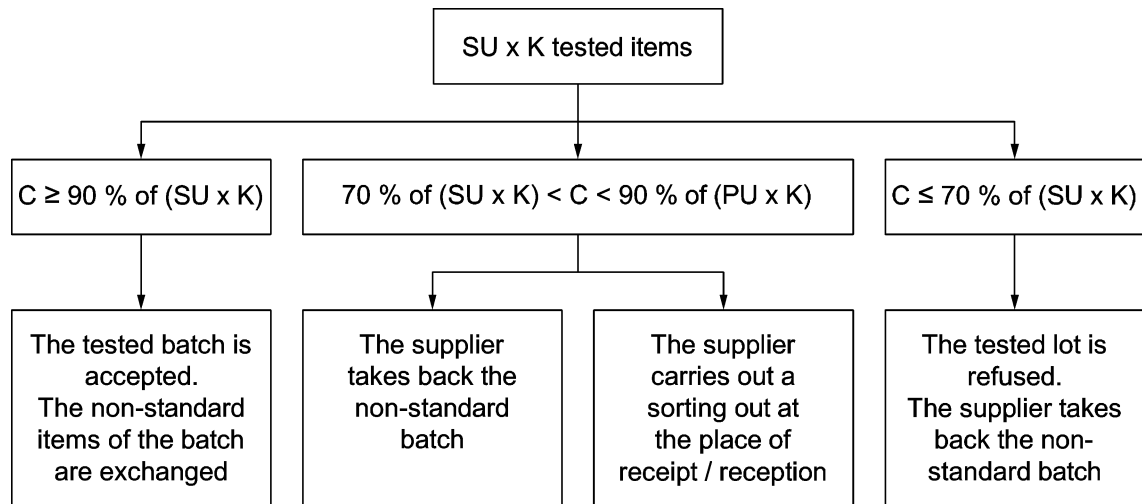 SU x K tested items
C ≥ 90 % of (SU x K)
70 % of (SU x K) < C < 90 % of (PU x K)
C ≤ 70 % of (SU x K)
The tested batch is
accepted.
The non-standard
items of the batch
are exchanged
The supplier
takes back the
non-standard
batch
The supplier
carries out a
sorting out at
the place of
receipt / reception
The tested lot is
refused.
The supplier takes
back the non-
standard batch